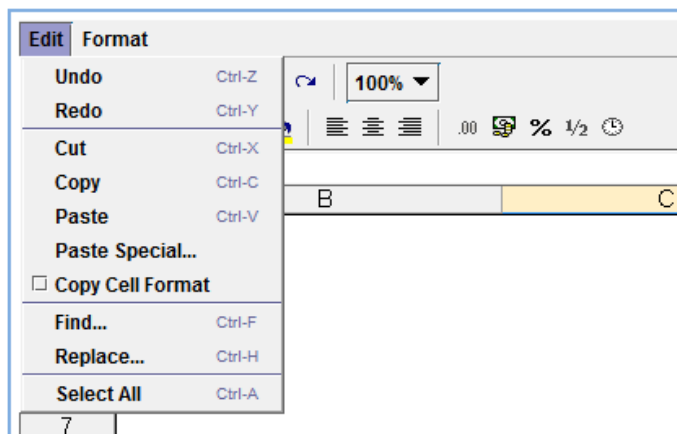 Edit Format
Undo Ctrl-Z
Redo Ctrl-Y
100%
Cut Ctrl-X
.00 % 1/2
Copy Ctrl-C
B C
Paste Ctrl-V
Paste Special...
Copy Cell Format
Find... Ctrl-F
Replace... Ctrl-H
Select All Ctrl-A
7